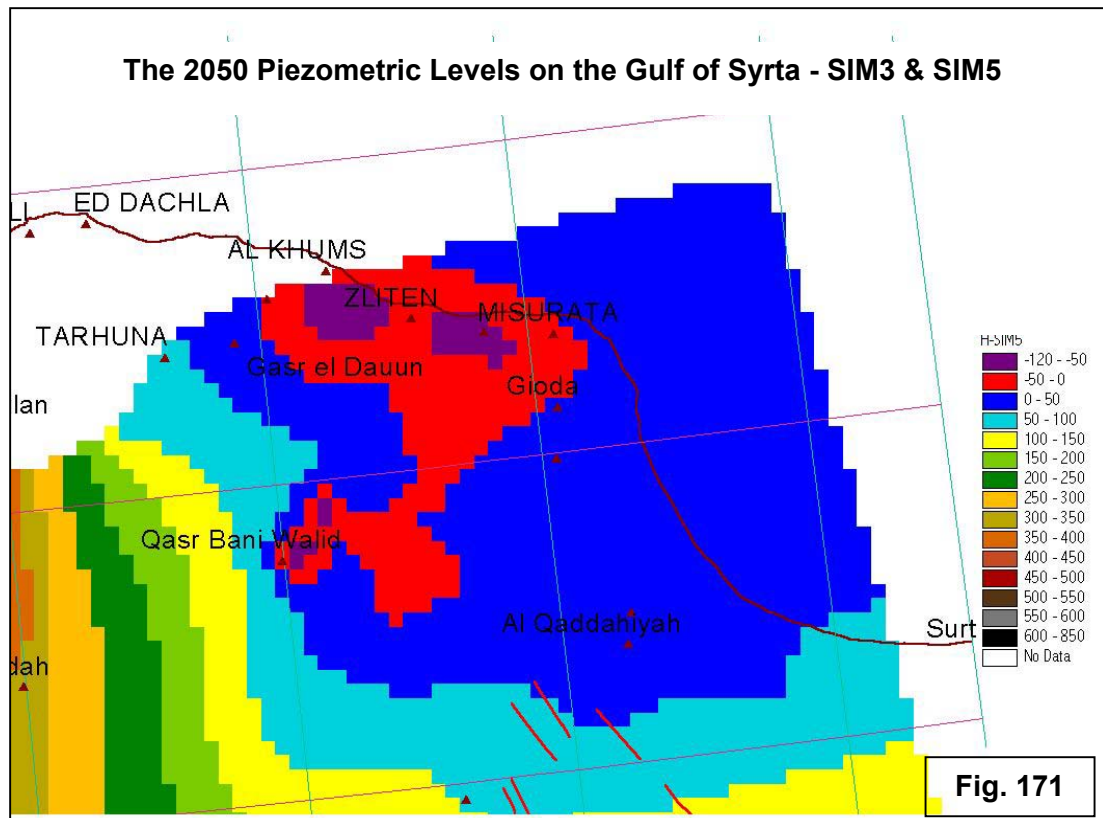 The 2050 Piezometric Levels on the Gulf of Syrta - SIM3 & SIM5
ED DACHLA
LI
AL KHUMS
ZLITEN
MISURATA
TARHUNA
Gasr el Dauun
Gioda
lan
Qasr Bani Walid
Al Qaddahiyah
Surt
dah
H-SIM5
-120 - -50
-50 - 0
0 - 50
50 - 100
100 - 150
150 - 200
200 - 250
250 - 300
300 - 350
350 - 400
400 - 450
450 - 500
500 - 550
550 - 600
600 - 850
No Data
Fig. 171